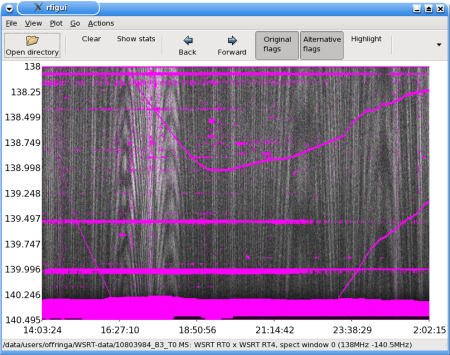 rfigui
File View Plot Go Actions
Open directory Clear Show stats Back Forward Original flags Alternative flags Highlight
138
138.25
138.499
138.749
138.998
139.248
139.497
139.747
139.996
140.246
140.495
14:03:24 16:27:10 18:50:56 21:14:42 23:38:29 2:02:15
/data/users/offringa/WSRT-data/10803984_B3_T0.MS: WSRT RT0 x WSRT RT4, spect window 0 (138MHz -140.5MHz)